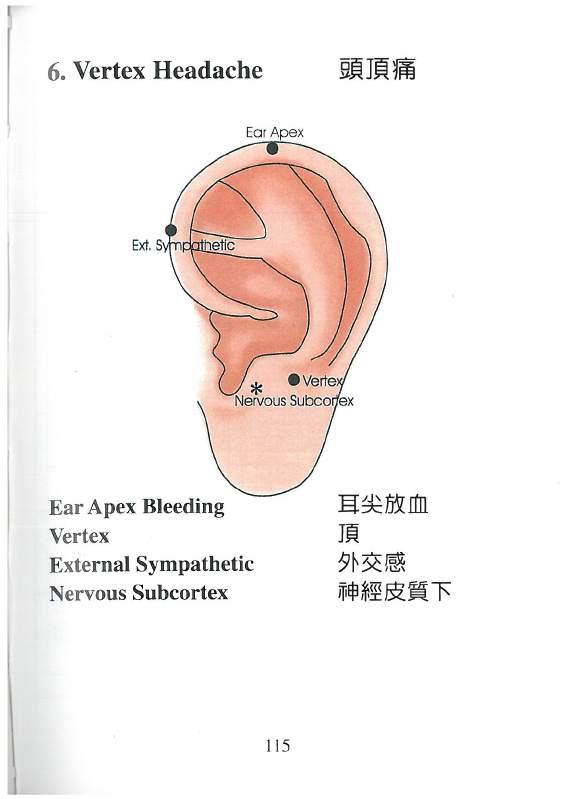 6. Vertex Headache 頭頂痛
Ear Apex
Ext. Sympathetic
Vertex
* Nervous Subcortex
Ear Apex Bleeding 耳尖放血
Vertex 頂
External Sympathetic 外交感
Nervous Subcortex 神經皮質下
115